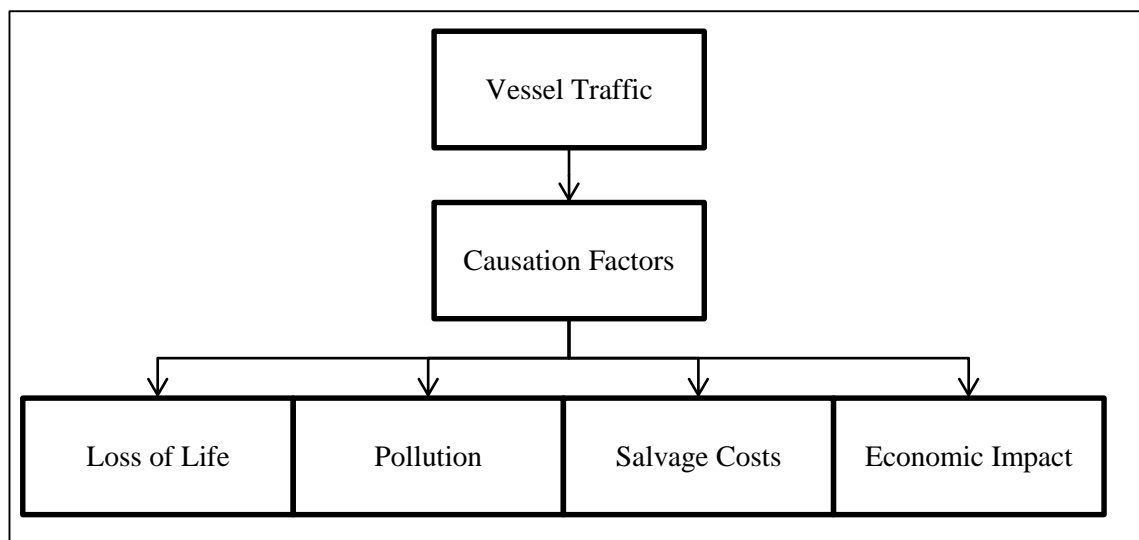 Vessel Traffic
Causation Factors
Loss of Life
Pollution
Salvage Costs
Economic Impact